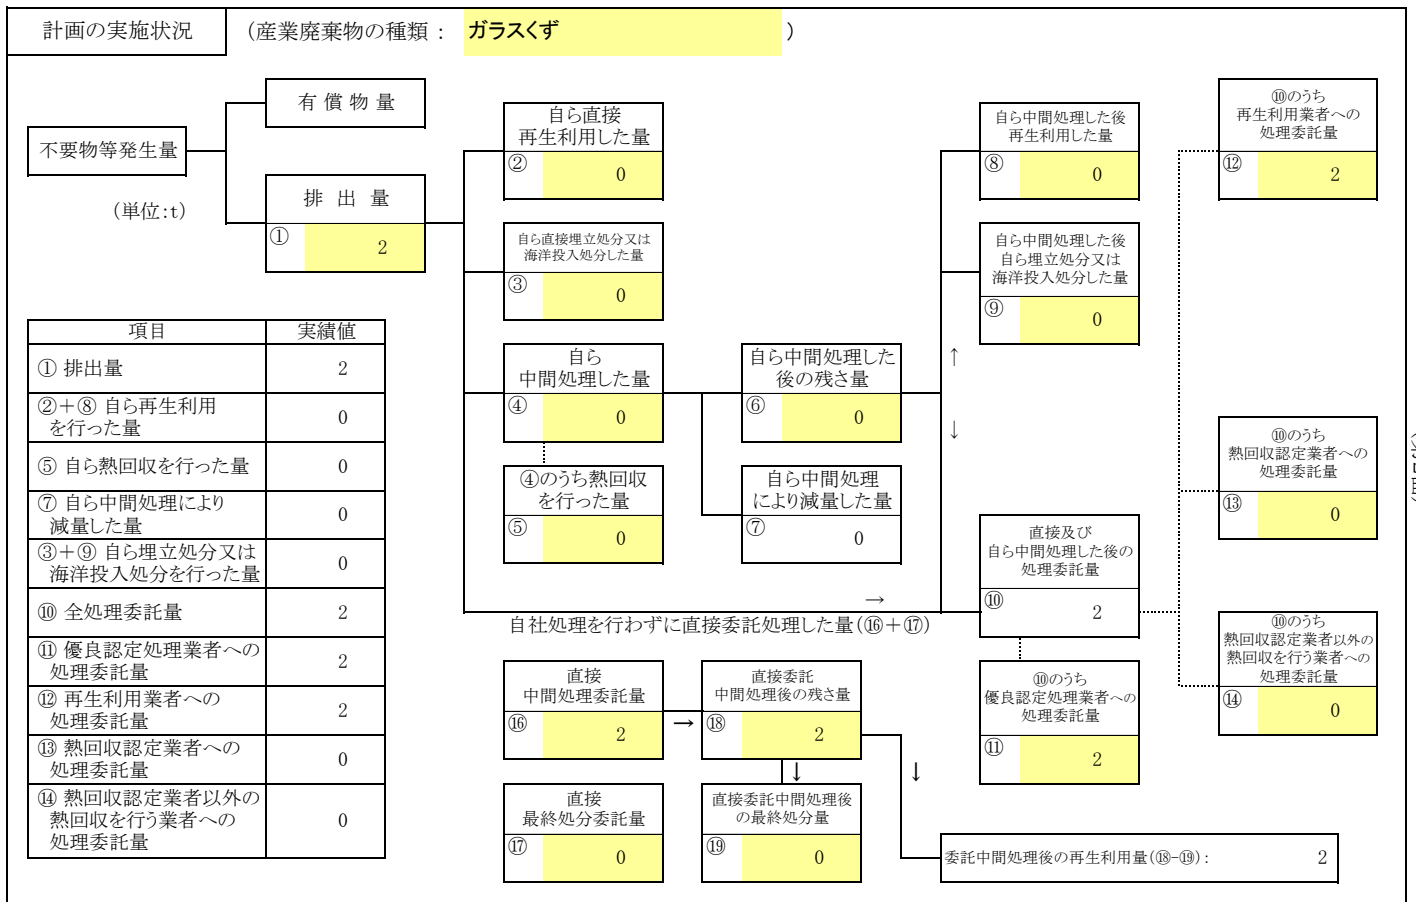 計画の実施状況
(産業廃棄物の種類： ガラスくず )
不要物等発生量
(単位:t)
有 償 物 量
排 出 量
① 2
自ら直接
再生利用した量
② 0
自ら直接埋立処分又は
海洋投入処分した量
③ 0
自ら
中間処理した量
④ 0
④のうち熱回収
を行った量
⑤ 0
自ら中間処理した
後の残さ量
⑥ 0
自ら中間処理
により減量した量
⑦ 0
自ら中間処理した後
再生利用した量
⑧ 0
自ら中間処理した後
自ら埋立処分又は
海洋投入処分した量
⑨ 0
↑
↓
直接及び
自ら中間処理した後の
処理委託量
⑩ 2
⑩のうち
優良認定処理業者への
処理委託量
⑪ 2
⑩のうち
再生利用業者への
処理委託量
⑫ 2
⑩のうち
熱回収認定業者への
処理委託量
⑬ 0
⑩のうち
熱回収認定業者以外の
熱回収を行う業者への
処理委託量
⑭ 0
→
自社処理を行わずに直接委託処理した量(⑯＋⑰)
直接
中間処理委託量
⑯ 2
→
直接委託
中間処理後の残さ量
⑱ 2
↓
↓
直接
最終処分委託量
⑰ 0
直接委託中間処理後
の最終処分量
⑲ 0
委託中間処理後の再生利用量(⑱-⑲)： 2
項目 実績値
① 排出量 2
②＋⑧ 自ら再生利用
を行った量 0
⑤ 自ら熱回収を行った量 0
⑦ 自ら中間処理により
減量した量 0
③＋⑨ 自ら埋立処分又は
海洋投入処分を行った量 0
⑩ 全処理委託量 2
⑪ 優良認定処理業者への
処理委託量 2
⑫ 再生利用業者への
処理委託量 2
⑬ 熱回収認定業者への
処理委託量 0
⑭ 熱回収認定業者以外の
熱回収を行う業者への
処理委託量 0